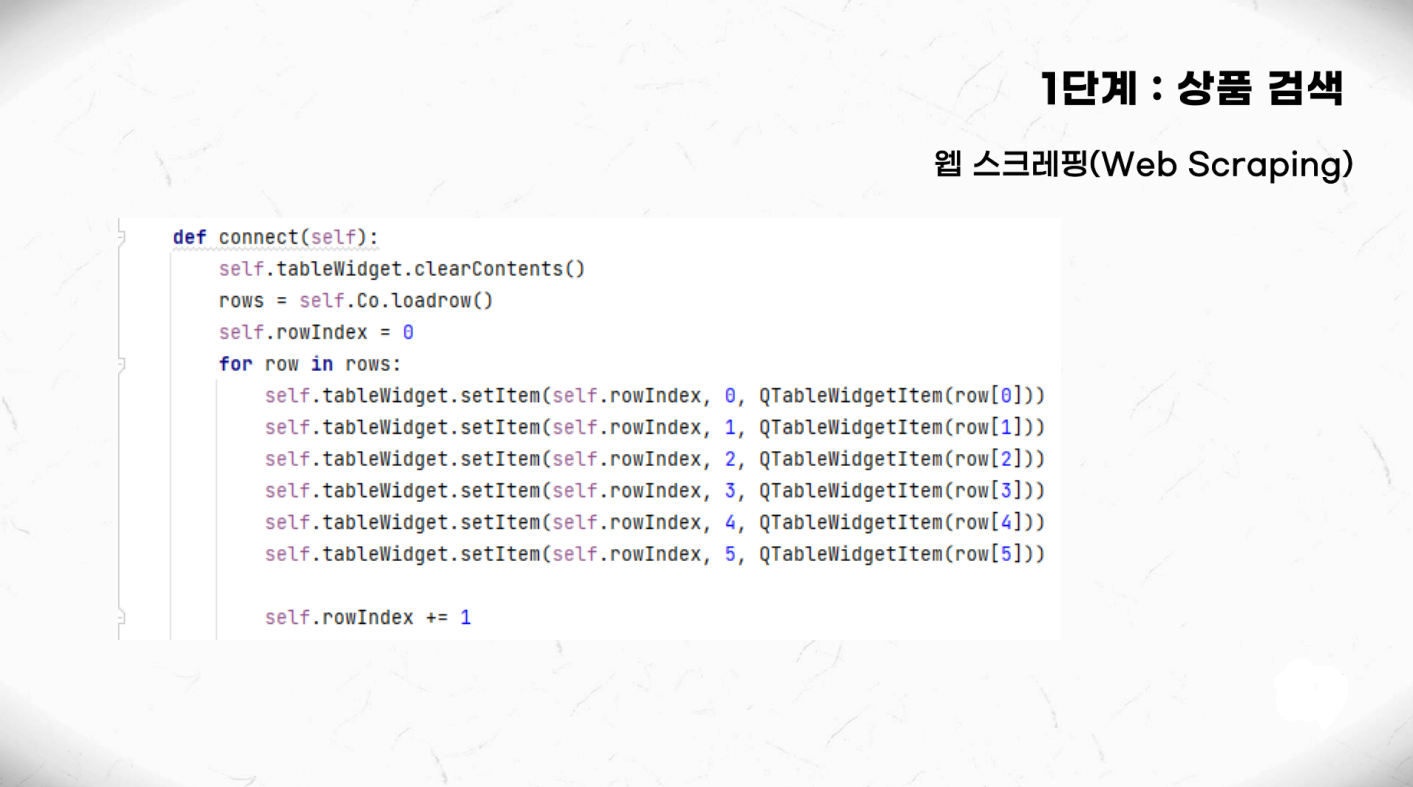 1단계 : 상품 검색
웹 스크레핑(Web Scraping)
def connect(self):
    self.tableWidget.clearContents()
    rows = self.Co.loadrow()
    self.rowIndex = 0
    for row in rows:
        self.tableWidget.setItem(self.rowIndex, 0, QTableWidgetItem(row[0]))
        self.tableWidget.setItem(self.rowIndex, 1, QTableWidgetItem(row[1]))
        self.tableWidget.setItem(self.rowIndex, 2, QTableWidgetItem(row[2]))
        self.tableWidget.setItem(self.rowIndex, 3, QTableWidgetItem(row[3]))
        self.tableWidget.setItem(self.rowIndex, 4, QTableWidgetItem(row[4]))
        self.tableWidget.setItem(self.rowIndex, 5, QTableWidgetItem(row[5]))
        self.rowIndex += 1